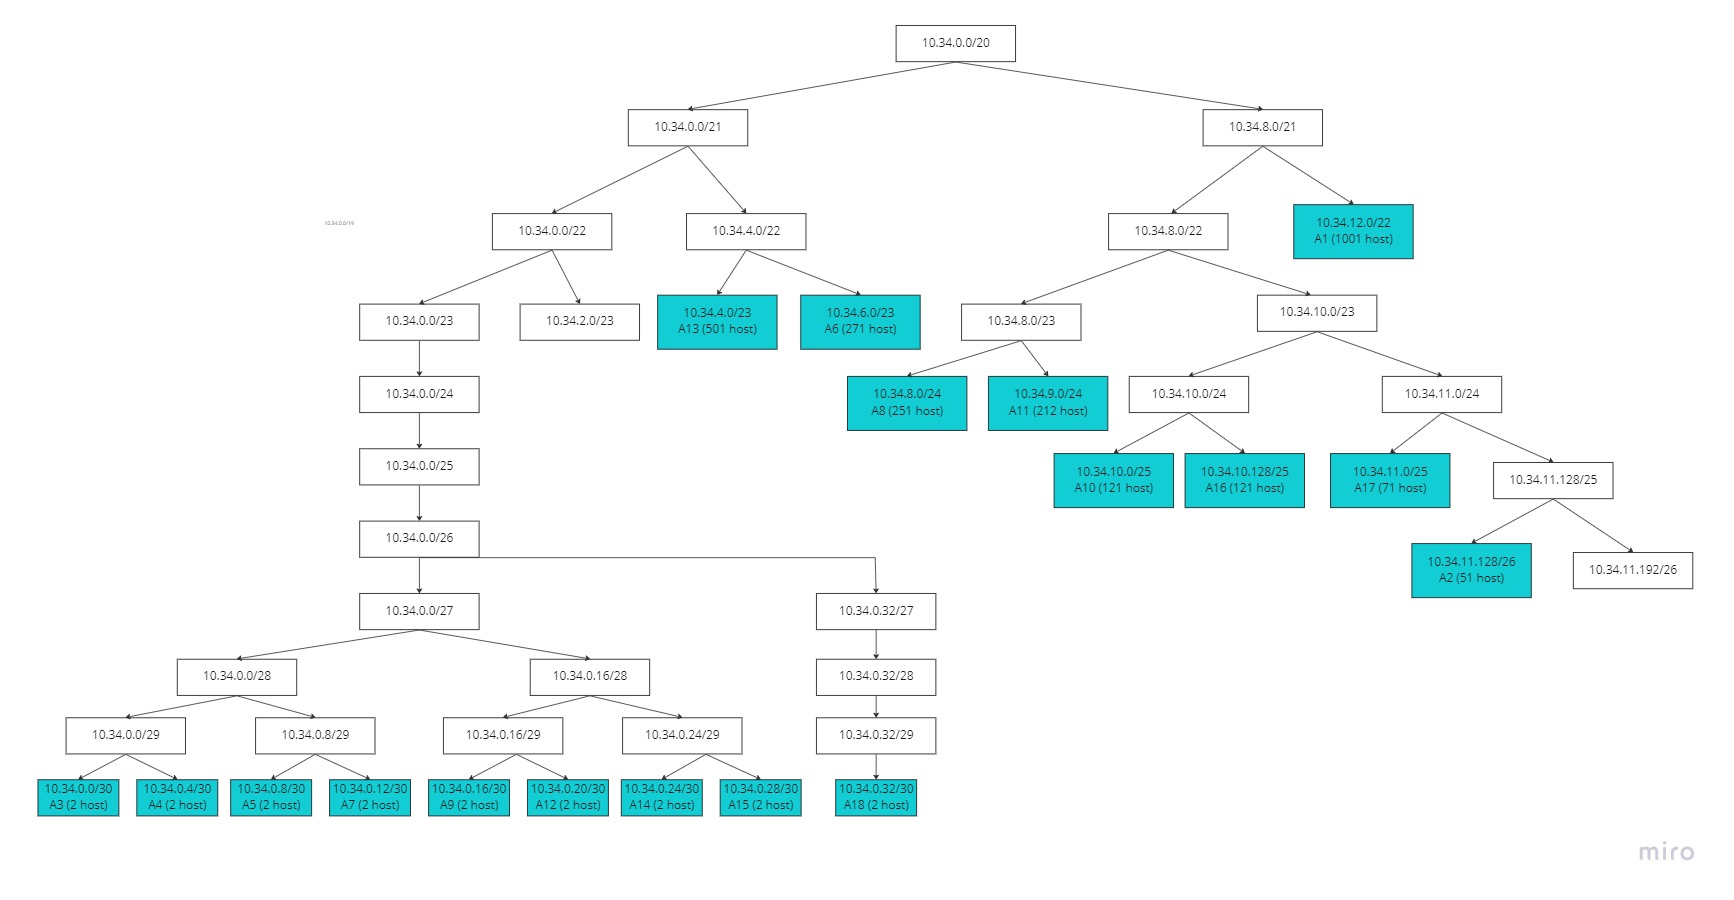 10.34.0.0/20
10.34.0.0/21
10.34.8.0/21
10.34.0.0/19
10.34.0.0/22
10.34.4.0/22
10.34.8.0/22
10.34.12.0/22
A1 (1001 host)
10.34.0.0/23
10.34.2.0/23
10.34.4.0/23
A13 (501 host)
10.34.6.0/23
A6 (271 host)
10.34.8.0/23
10.34.10.0/23
10.34.0.0/24
10.34.8.0/24
A8 (251 host)
10.34.9.0/24
A11 (212 host)
10.34.10.0/24
10.34.11.0/24
10.34.0.0/25
10.34.10.0/25
A10 (121 host)
10.34.10.128/25
A16 (121 host)
10.34.11.0/25
A17 (71 host)
10.34.11.128/25
10.34.0.0/26
10.34.11.128/26
A2 (51 host)
10.34.11.192/26
10.34.0.0/27
10.34.0.32/27
10.34.0.0/28
10.34.0.16/28
10.34.0.32/28
10.34.0.0/29
10.34.0.8/29
10.34.0.16/29
10.34.0.24/29
10.34.0.32/29
10.34.0.0/30
A3 (2 host)
10.34.0.4/30
A4 (2 host)
10.34.0.8/30
A5 (2 host)
10.34.0.12/30
A7 (2 host)
10.34.0.16/30
A9 (2 host)
10.34.0.20/30
A12 (2 host)
10.34.0.24/30
A14 (2 host)
10.34.0.28/30
A15 (2 host)
10.34.0.32/30
A18 (2 host)
miro